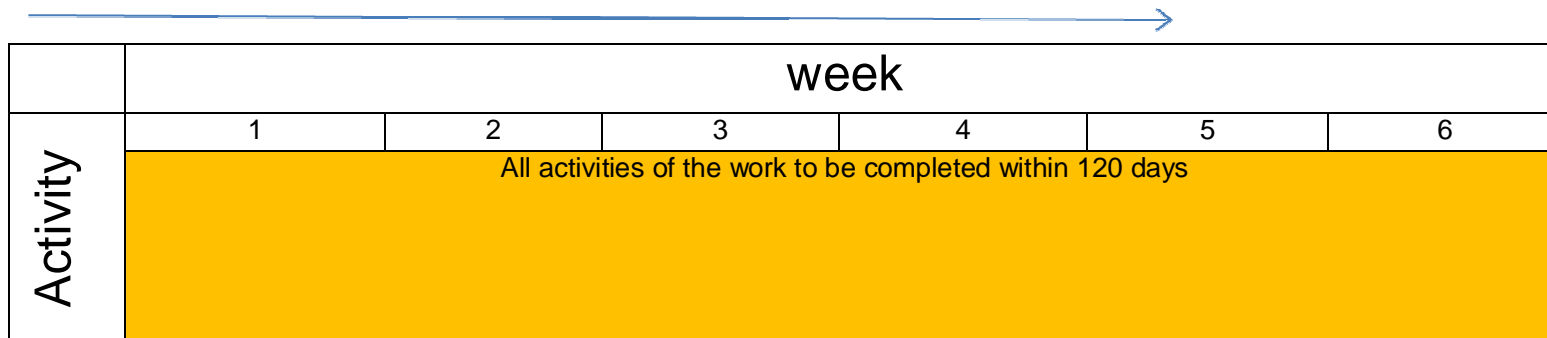 week
1 2 3 4 5 6
Activity
All activities of the work to be completed within 120 days